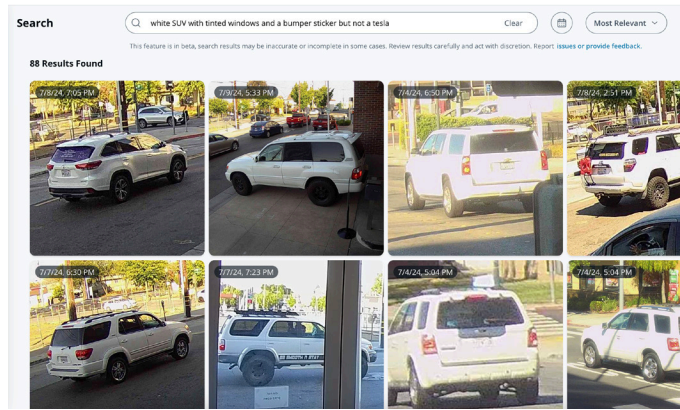 Search
white SUV with tinted windows and a bumper sticker but not a tesla
Clear
Most Relevant
This feature is in beta, search results may be inaccurate or incomplete in some cases. Review results carefully and act with discretion. Report issues or provide feedback.
88 Results Found
7/8/24, 7:05 PM
7/9/24, 5:33 PM
7/4/24, 6:50 PM
7/8/24, 2:51 PM
7/7/24, 6:30 PM
7/7/24, 7:23 PM
7/4/24, 5:04 PM
7/4/24, 5:04 PM